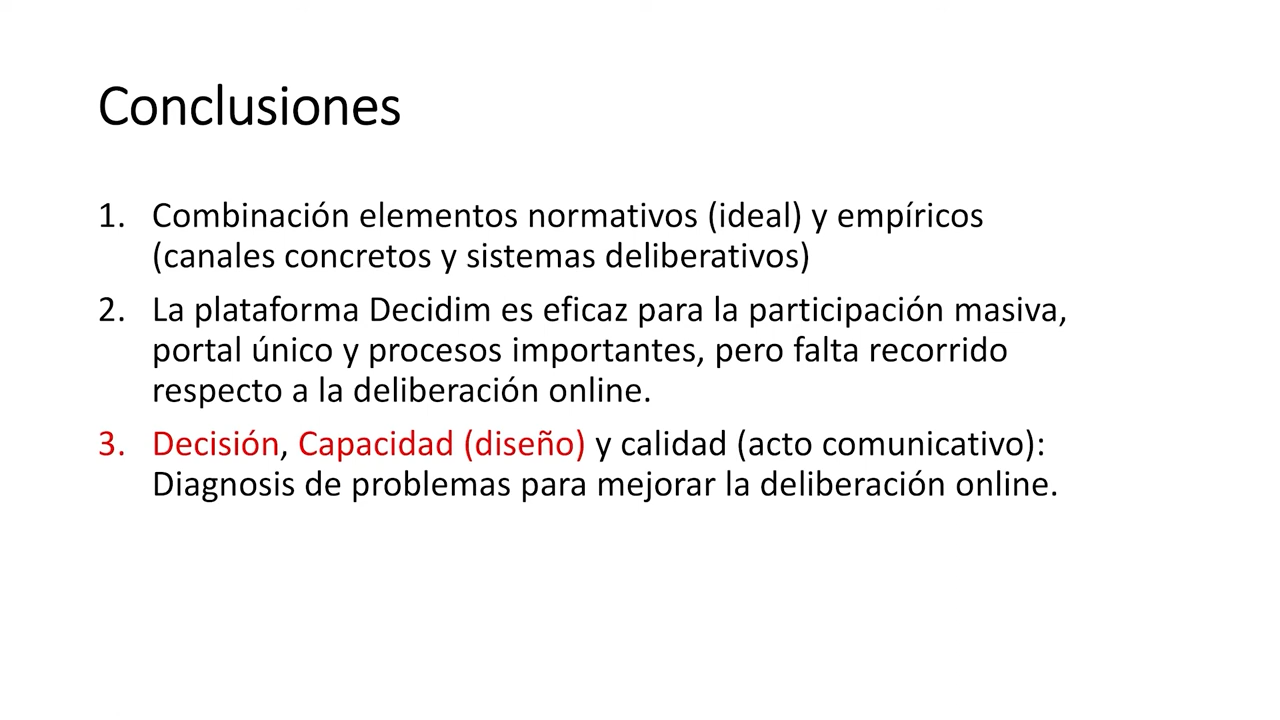 Conclusiones
1. Combinación elementos normativos (ideal) y empíricos
(canales concretos y sistemas deliberativos)
2. La plataforma Decidim es eficaz para la participación masiva,
portal único y procesos importantes, pero falta recorrido
respecto a la deliberación online.
3. Decisión, Capacidad (diseño) y calidad (acto comunicativo):
Diagnosis de problemas para mejorar la deliberación online.